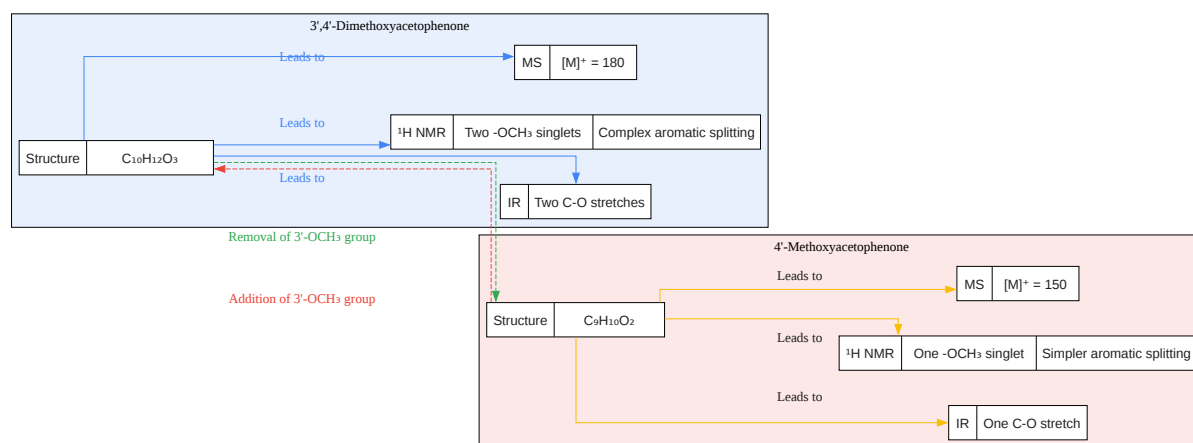 3',4'-Dimethoxyacetophenone
Leads to
MS [M]⁺ = 180
Leads to
¹H NMR Two -OCH₃ singlets Complex aromatic splitting
Structure C₁₀H₁₂O₃
Leads to
IR Two C-O stretches
Removal of 3'-OCH₃ group
4'-Methoxyacetophenone
Leads to
MS [M]⁺ = 150
Addition of 3'-OCH₃ group
Structure C₉H₁₀O₂
Leads to
¹H NMR One -OCH₃ singlet Simpler aromatic splitting
Leads to
IR One C-O stretch